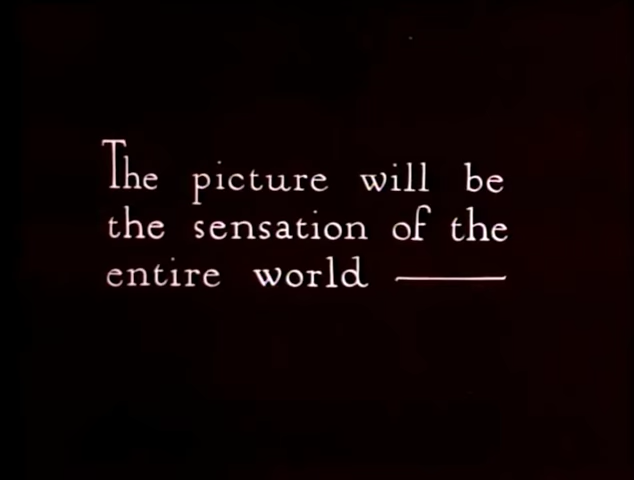 The picture will be
the sensation of the
entire world ———